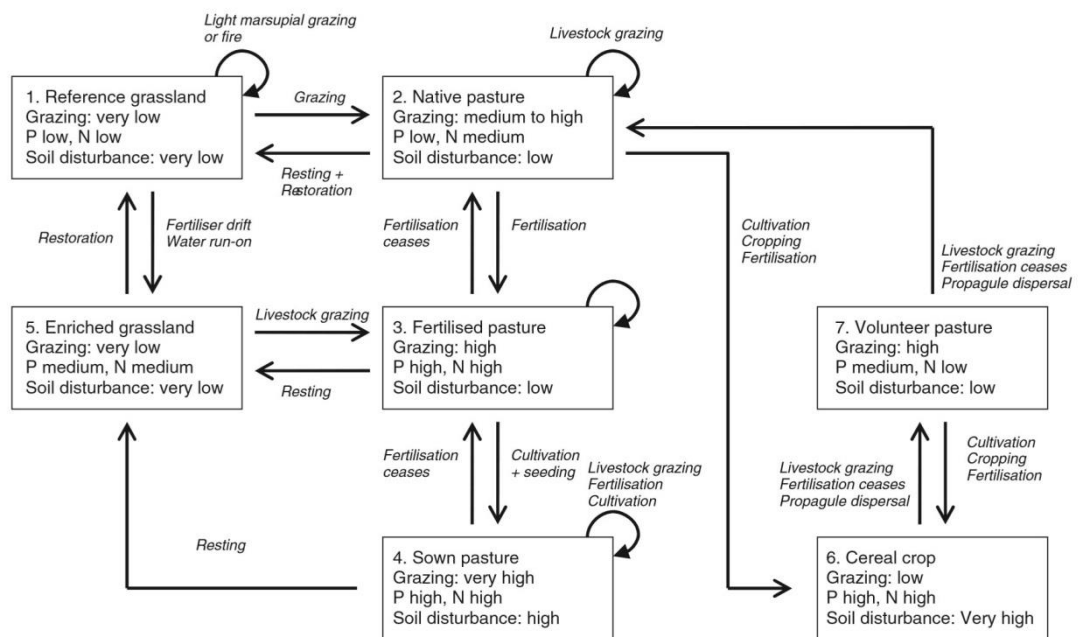 Light marsupial grazing
or fire
Livestock grazing
1. Reference grassland
Grazing: very low
P low, N low
Soil disturbance: very low
Grazing
2. Native pasture
Grazing: medium to high
P low, N medium
Soil disturbance: low
Resting +
Restoration
Restoration
Fertiliser drift
Water run-on
Fertilisation
ceases
Fertilisation
Cultivation
Cropping
Fertilisation
Livestock grazing
Fertilisation ceases
Propagule dispersal
5. Enriched grassland
Grazing: very low
P medium, N medium
Soil disturbance: very low
Livestock grazing
Resting
3. Fertilised pasture
Grazing: high
P high, N high
Soil disturbance: low
7. Volunteer pasture
Grazing: high
P medium, N low
Soil disturbance: low
Fertilisation
ceases
Cultivation
+ seeding
Livestock grazing
Fertilisation
Cultivation
Livestock grazing
Fertilisation ceases
Propagule dispersal
Cultivation
Cropping
Fertilisation
Resting
4. Sown pasture
Grazing: very high
P high, N high
Soil disturbance: high
6. Cereal crop
Grazing: low
P high, N high
Soil disturbance: Very high